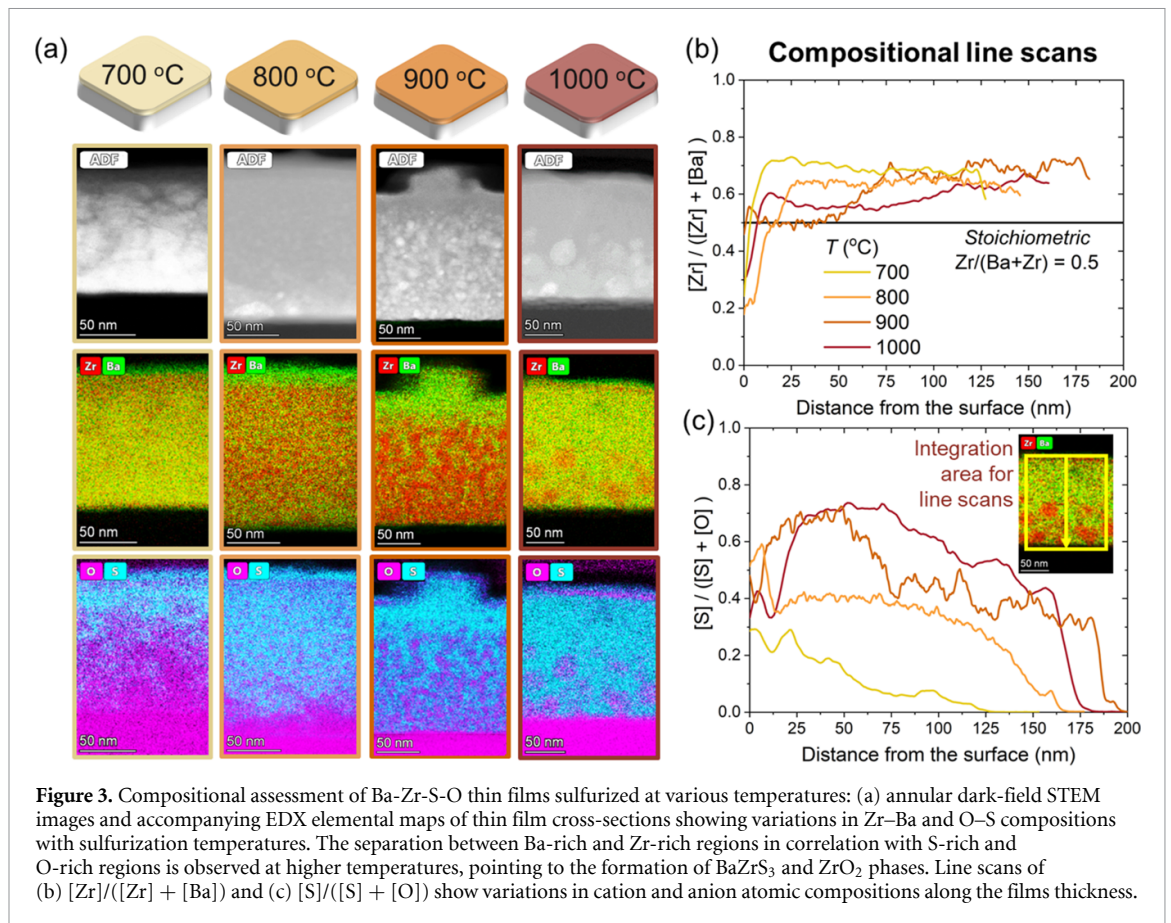 (a)
700 °C
800 °C
900 °C
1000 °C
ADF
ADF
ADF
ADF
50 nm
50 nm
50 nm
50 nm
Zr Ba
Zr Ba
Zr Ba
Zr Ba
50 nm
50 nm
50 nm
50 nm
O S
O S
O S
O S
50 nm
50 nm
50 nm
50 nm
(b)
Compositional line scans
[Zr] / ([Zr] + [Ba])
1.0
0.8
0.6
0.4
0.2
0.0
Stoichiometric
Zr/(Ba+Zr) = 0.5
T (°C)
700
800
900
1000
0 25 50 75 100 125 150 175 200
Distance from the surface (nm)
(c)
[S] / ([S] + [O])
1.0
0.8
0.6
0.4
0.2
0.0
Integration
area for
line scans
Zr Ba
50 nm
0 25 50 75 100 125 150 175 200
Distance from the surface (nm)
Figure 3. Compositional assessment of Ba-Zr-S-O thin films sulfurized at various temperatures: (a) annular dark-field STEM
images and accompanying EDX elemental maps of thin film cross-sections showing variations in Zr–Ba and O–S compositions
with sulfurization temperatures. The separation between Ba-rich and Zr-rich regions in correlation with S-rich and
O-rich regions is observed at higher temperatures, pointing to the formation of BaZrS₃ and ZrO₂ phases. Line scans of
(b) [Zr]/([Zr] + [Ba]) and (c) [S]/([S] + [O]) show variations in cation and anion atomic compositions along the films thickness.